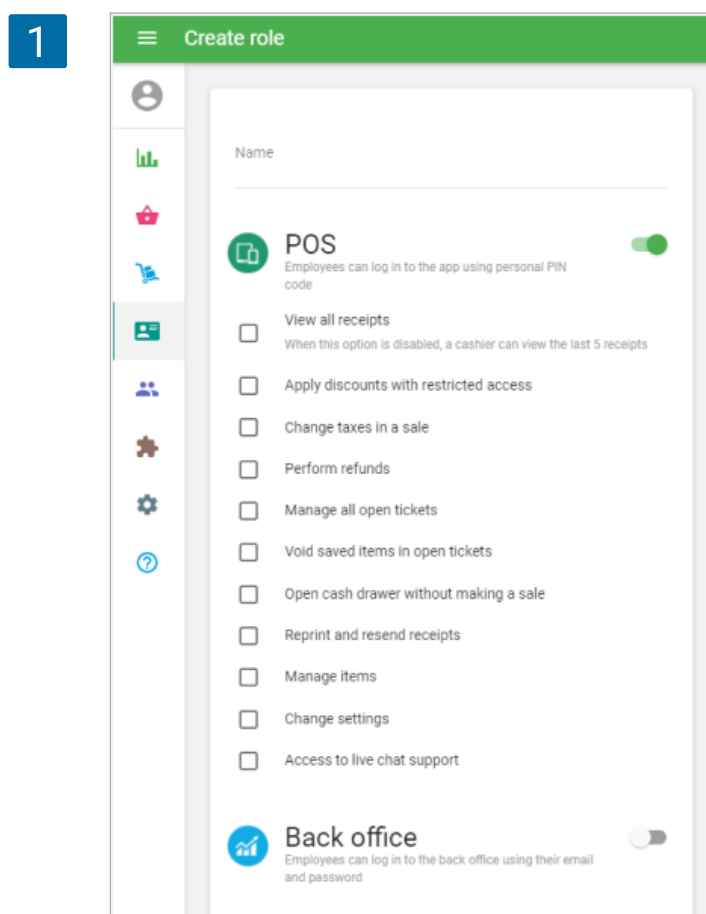 1
Create role
Name
POS
Employees can log in to the app using personal PIN
code
View all receipts
When this option is disabled, a cashier can view the last 5 receipts
Apply discounts with restricted access
Change taxes in a sale
Perform refunds
Manage all open tickets
Void saved items in open tickets
Open cash drawer without making a sale
Reprint and resend receipts
Manage items
Change settings
Access to live chat support
Back office
Employees can log in to the back office using their email
and password